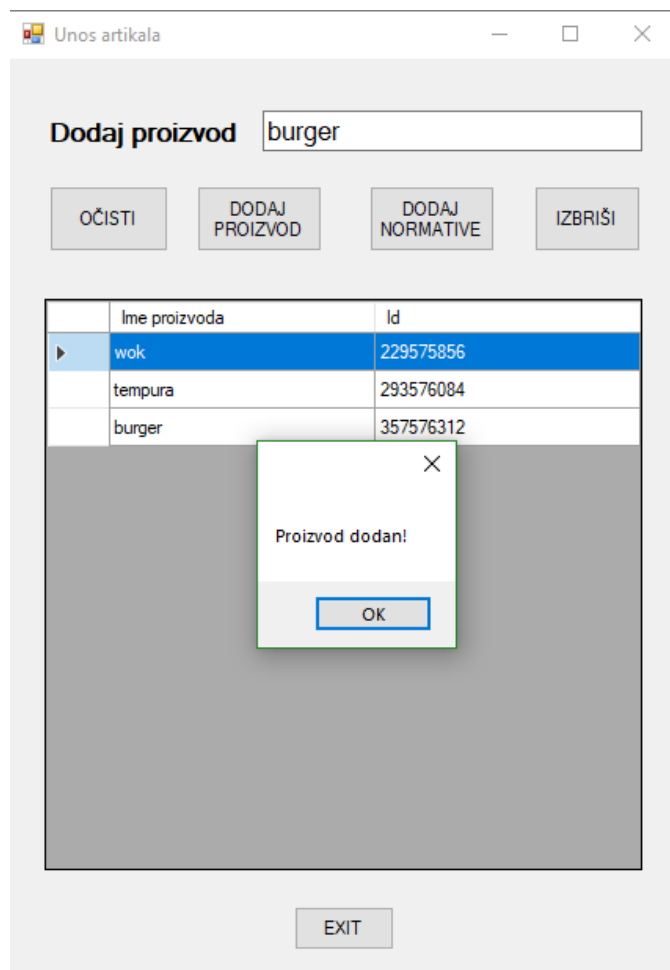 Unos artikala
Dodaj proizvod burger
OČISTI
DODAJ
PROIZVOD
DODAJ
NORMATIVE
IZBRIŠI
Ime proizvoda Id
wok 229575856
tempura 293576084
burger 357576312
Proizvod dodan!
OK
EXIT